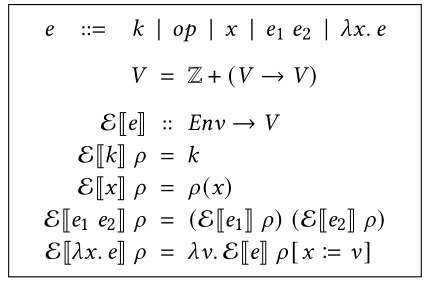 e ::= k | op | x | e₁ e₂ | λx. e
V = ℤ + (V → V)
ℰ⟦e⟧ :: Env → V
ℰ⟦k⟧ ρ = k
ℰ⟦x⟧ ρ = ρ(x)
ℰ⟦e₁ e₂⟧ ρ = (ℰ⟦e₁⟧ ρ) (ℰ⟦e₂⟧ ρ)
ℰ⟦λx. e⟧ ρ = λv. ℰ⟦e⟧ ρ[x := v]